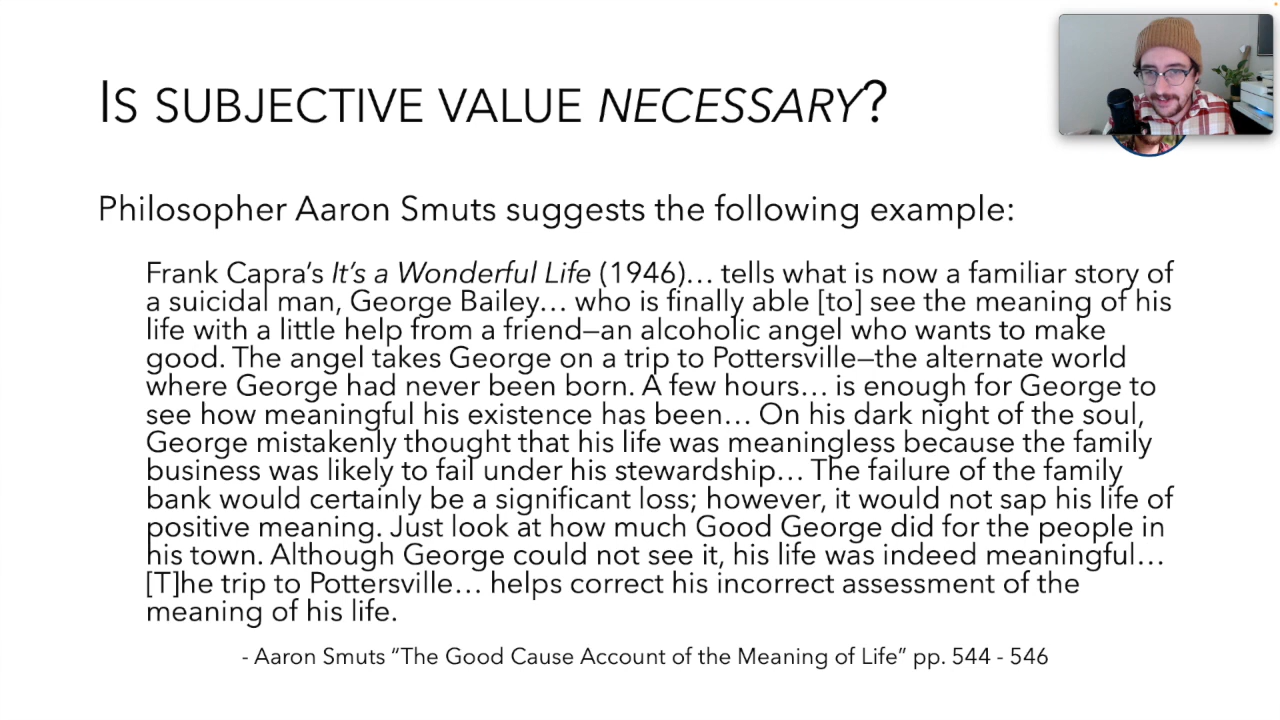 IS SUBJECTIVE VALUE NECESSARY?
Philosopher Aaron Smuts suggests the following example:
Frank Capra’s It’s a Wonderful Life (1946)… tells what is now a familiar story of
a suicidal man, George Bailey… who is finally able [to] see the meaning of his
life with a little help from a friend—an alcoholic angel who wants to make
good. The angel takes George on a trip to Pottersville—the alternate world
where George had never been born. A few hours… is enough for George to
see how meaningful his existence has been… On his dark night of the soul,
George mistakenly thought that his life was meaningless because the family
business was likely to fail under his stewardship… The failure of the family
bank would certainly be a significant loss; however, it would not sap his life of
positive meaning. Just look at how much Good George did for the people in
his town. Although George could not see it, his life was indeed meaningful…
[T]he trip to Pottersville… helps correct his incorrect assessment of the
meaning of his life.
- Aaron Smuts “The Good Cause Account of the Meaning of Life” pp. 544 - 546